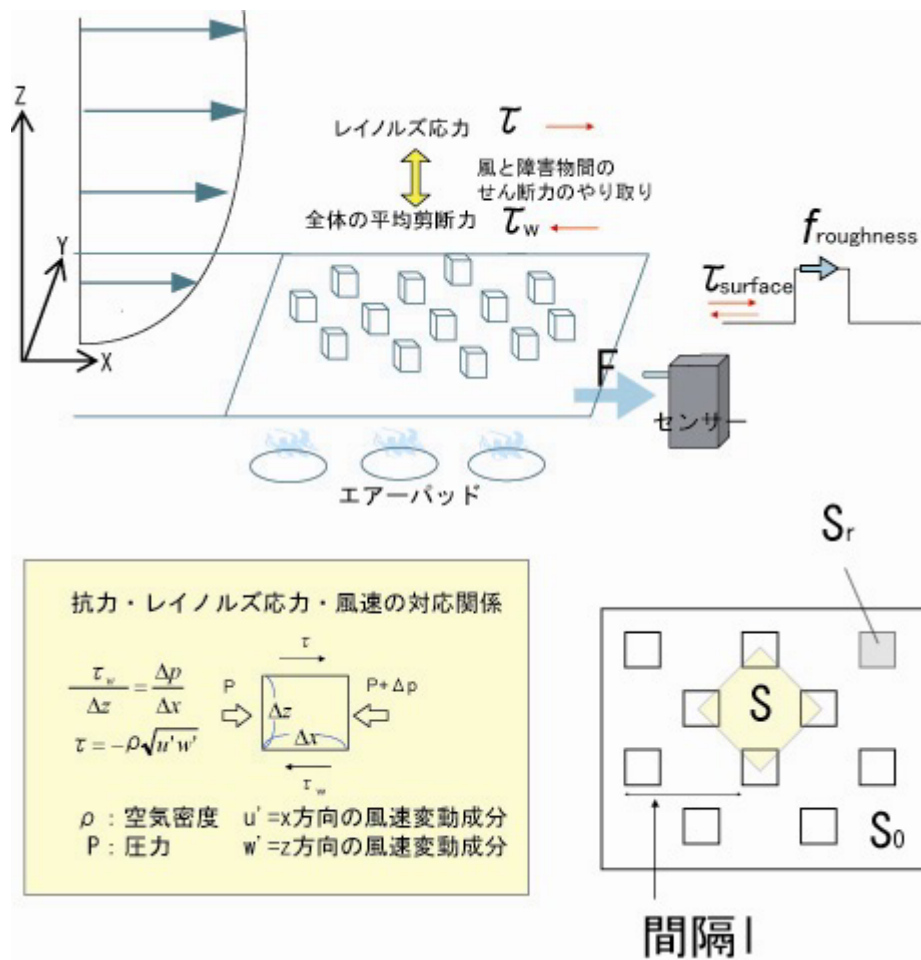 Z
Y
X
レイノルズ応力 τ
風と障害物間の
せん断力のやり取り
全体の平均剪断力 τw
f roughness
τsurface
F
センサー
エアーパッド
抗力・レイノルズ応力・風速の対応関係
τw/Δz = Δp/Δx
τ = -ρ√u'w'
τ
P
P+Δp
Δz
Δx
τw
ρ：空気密度 u'=x方向の風速変動成分
P：圧力 w'=z方向の風速変動成分
Sr
S
S0
間隔l